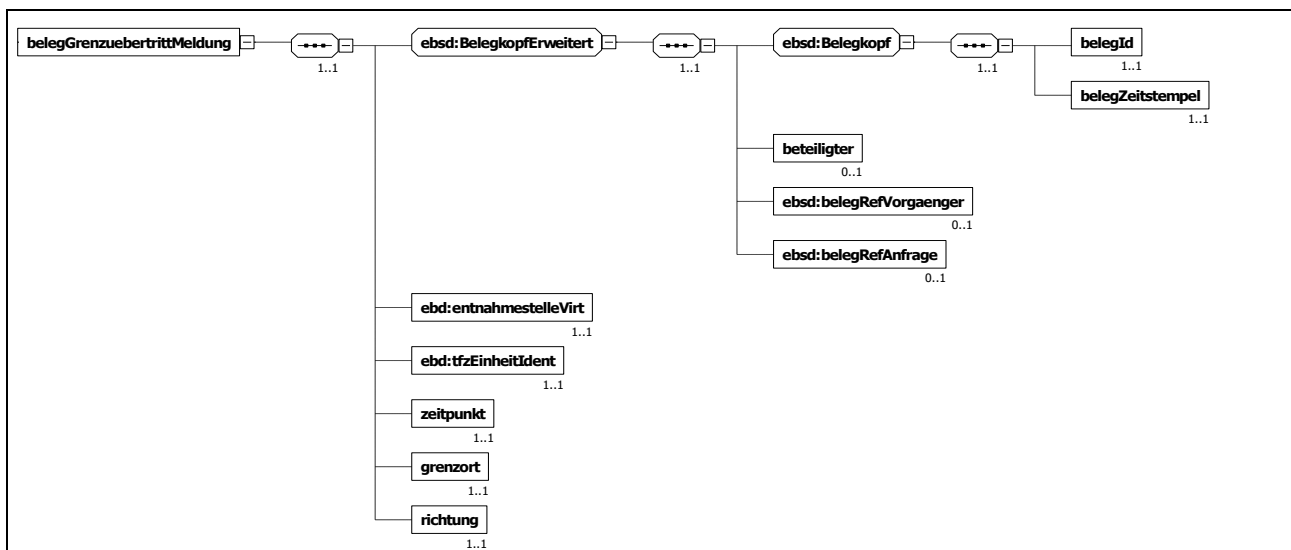 belegGrenzuebertrittMeldung
1..1
ebsd:BelegkopfErweitert
1..1
ebsd:Belegkopf
1..1
belegId
1..1
belegZeitstempel
1..1
beteiligter
0..1
ebsd:belegRefVorgaenger
0..1
ebsd:belegRefAnfrage
0..1
ebd:entnahmestelleVirt
1..1
ebd:tfzEinheitIdent
1..1
zeitpunkt
1..1
grenzort
1..1
richtung
1..1